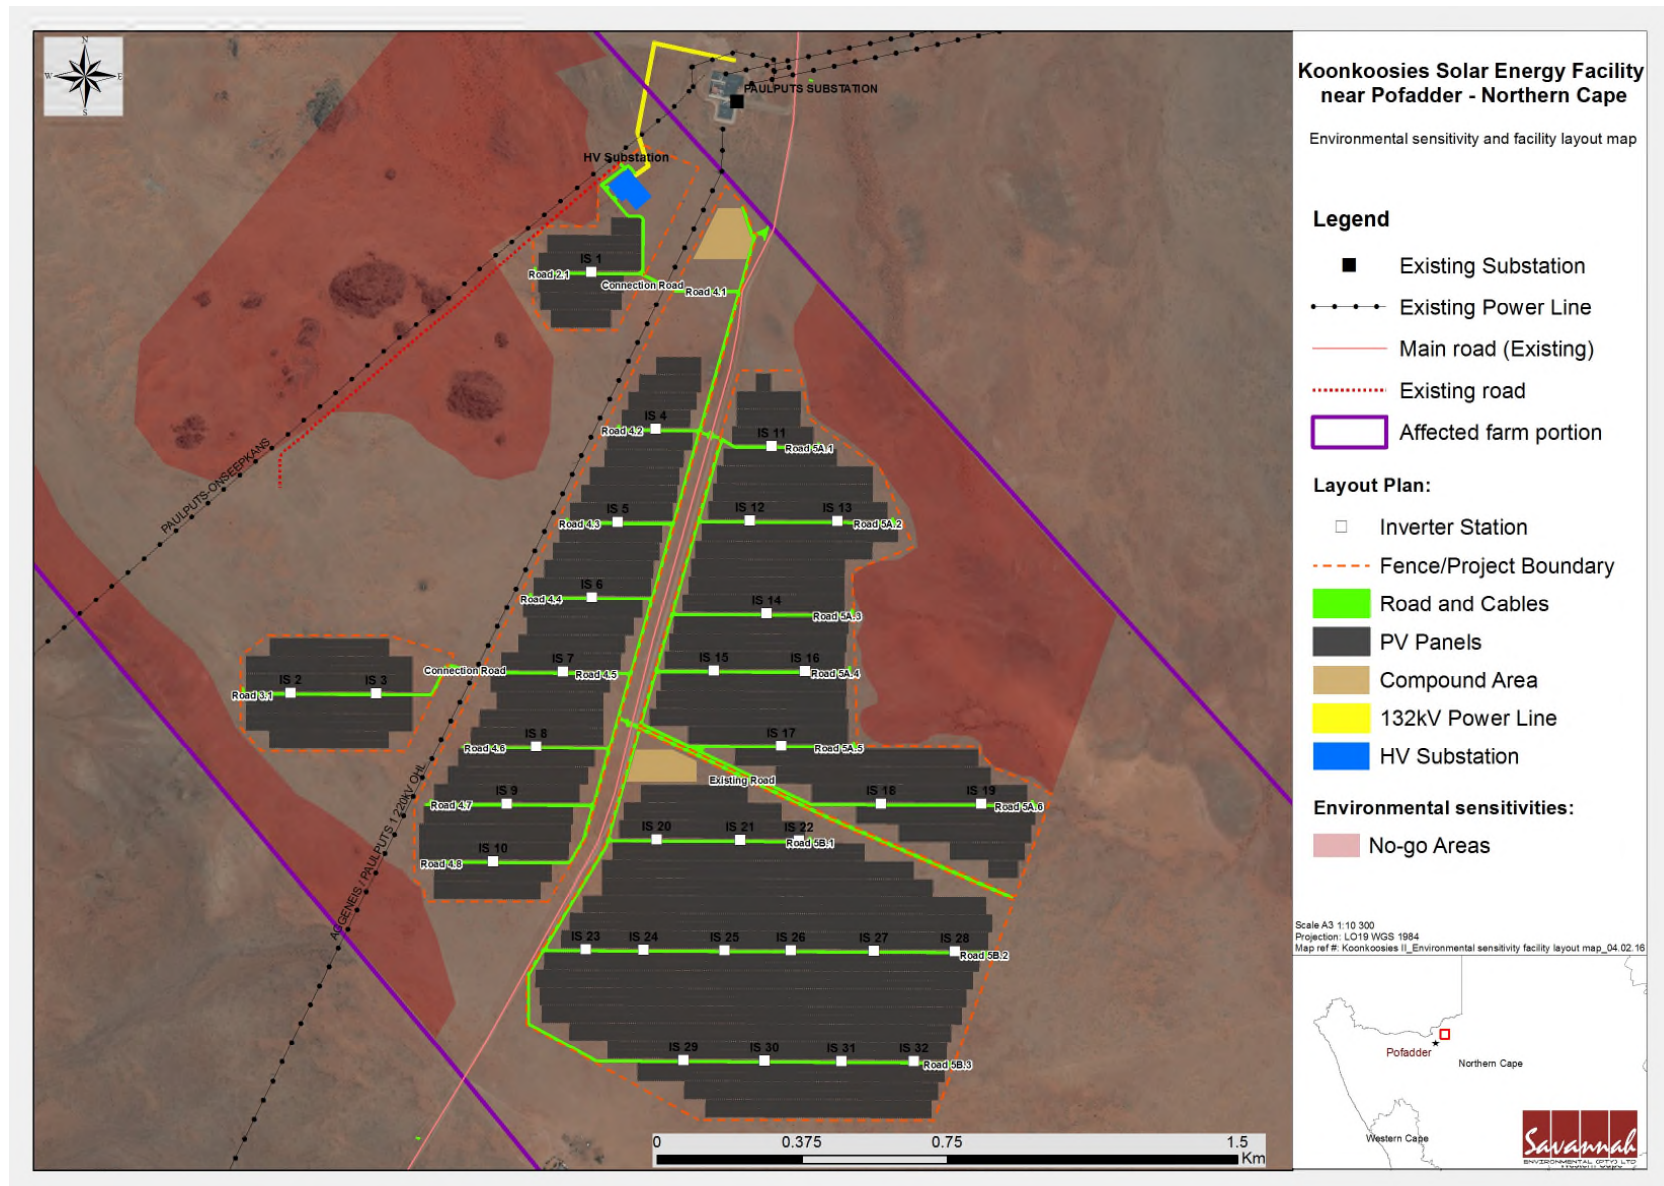 N
W
E
S
PAULPUTS SUBSTATION
HV Substation
IS 1
Road 2.1
Connection Road
Road 4.1
IS 4
Road 4.2
IS 11
Road 5A.1
PAULPUTS-ONSEEPKANS
IS 5
Road 4.3
IS 12
IS 13
Road 5A.2
IS 6
Road 4.4
IS 14
Road 5A.3
IS 7
Connection Road
Road 4.5
IS 15
IS 16
Road 5A.4
IS 2
IS 3
Road 3.1
IS 8
Road 4.6
IS 17
Road 5A.5
Existing Road
IS 9
Road 4.7
IS 18
IS 19
Road 5A.6
AGGENEIS / PAULPUTS 1 220kV OHL
IS 20
IS 21
IS 22
Road 5B.1
IS 10
Road 4.8
IS 23
IS 24
IS 25
IS 26
IS 27
IS 28
Road 5B.2
IS 29
IS 30
IS 31
IS 32
Road 5B.3
0 0.375 0.75 1.5
Km
Koonkoosies Solar Energy Facility
near Pofadder - Northern Cape
Environmental sensitivity and facility layout map
Legend
Existing Substation
Existing Power Line
Main road (Existing)
Existing road
Affected farm portion
Layout Plan:
Inverter Station
Fence/Project Boundary
Road and Cables
PV Panels
Compound Area
132kV Power Line
HV Substation
Environmental sensitivities:
No-go Areas
Scale A3 1:10 300
Projection: LO19 WGS 1984
Map ref #: Koonkoosies II_Environmental sensitivity facility layout map_04.02.16
Pofadder
Northern Cape
Western Cape
Savannah
ENVIRONMENTAL (PTY) LTD